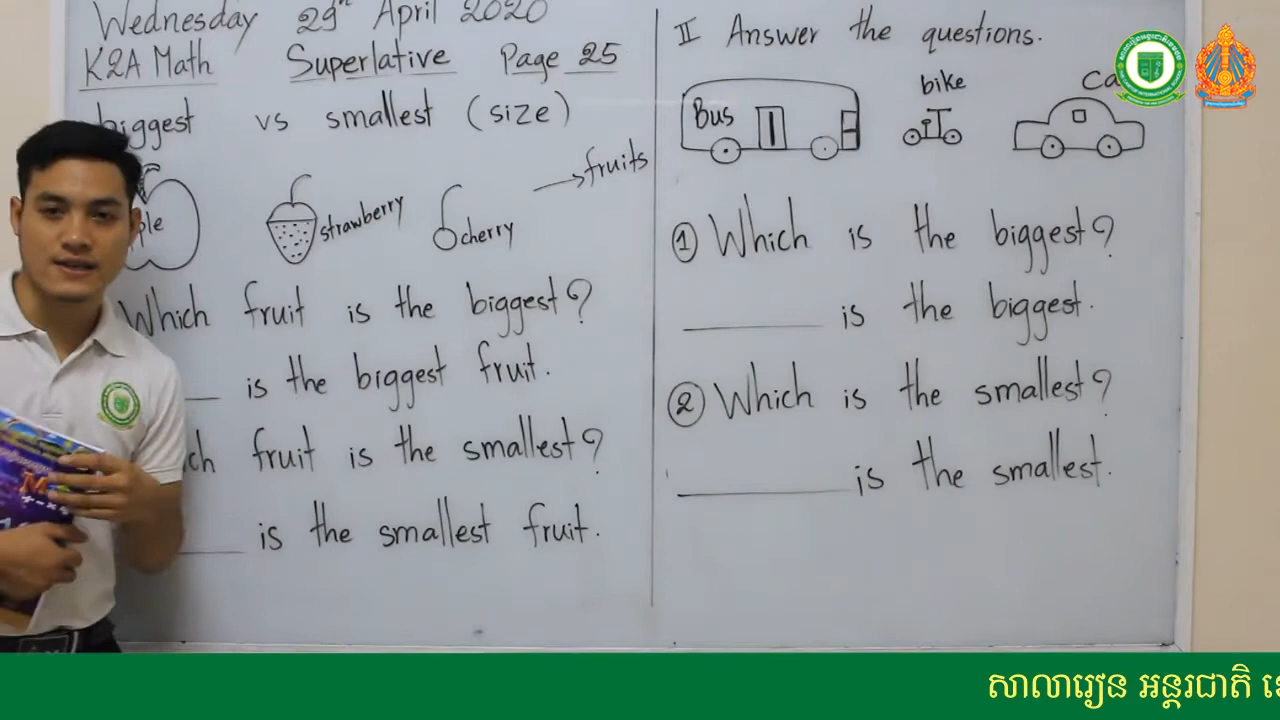 Wednesday 29th April 2020
K2A Math Superlative Page 25
biggest vs smallest (size)
strawberry
cherry
fruits
Which fruit is the biggest?
is the biggest fruit.
fruit is the smallest?
is the smallest fruit.
II Answer the questions.
Bus
bike
① Which is the biggest?
is the biggest.
② Which is the smallest?
is the smallest.
សាលារៀន អន្តរជាតិ